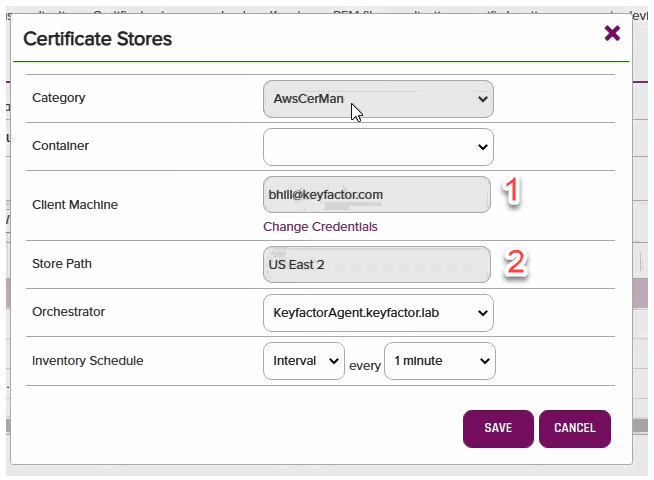 Certificate Stores
Category
AwsCerMan
Container
Client Machine
bhill@keyfactor.com
1
Change Credentials
Store Path
US East 2
2
Orchestrator
KeyfactorAgent.keyfactor.lab
Inventory Schedule
Interval every 1 minute
SAVE CANCEL